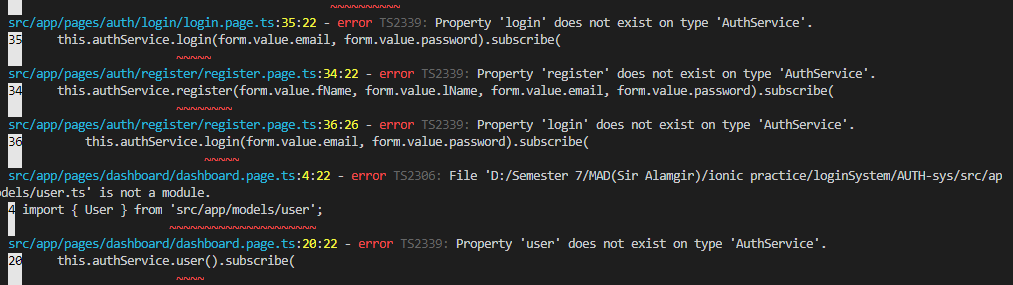 src/app/pages/auth/login/login.page.ts:35:22 - error TS2339: Property 'login' does not exist on type 'AuthService'.
35     this.authService.login(form.value.email, form.value.password).subscribe(
~~~~~
src/app/pages/auth/register/register.page.ts:34:22 - error TS2339: Property 'register' does not exist on type 'AuthService'.
34     this.authService.register(form.value.fName, form.value.lName, form.value.email, form.value.password).subscribe(
~~~~~~~~
src/app/pages/auth/register/register.page.ts:36:26 - error TS2339: Property 'login' does not exist on type 'AuthService'.
36         this.authService.login(form.value.email, form.value.password).subscribe(
~~~~~
src/app/pages/dashboard/dashboard.page.ts:4:22 - error TS2306: File 'D:/Semester 7/MAD(Sir Alamgir)/ionic practice/loginSystem/AUTH-sys/src/ap
dels/user.ts' is not a module.
4 import { User } from 'src/app/models/user';
~~~~~~~~~~~~~~~~~~~~~
src/app/pages/dashboard/dashboard.page.ts:20:22 - error TS2339: Property 'user' does not exist on type 'AuthService'.
20     this.authService.user().subscribe(
~~~~